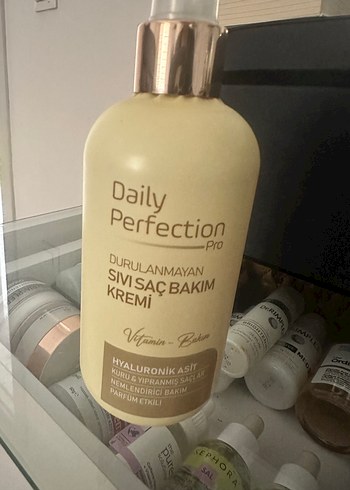 Daily
Perfection
Pro
DURULANMAYAN
SIVI SAÇ BAKIM
KREMİ
Vitamin - Bakım
HYALURONİK ASİT
KURU & YIPRANMIŞ SAÇLAR
NEMLENDİRİCİ BAKIM
PARFÜM ETKİLİ
SEPHORA